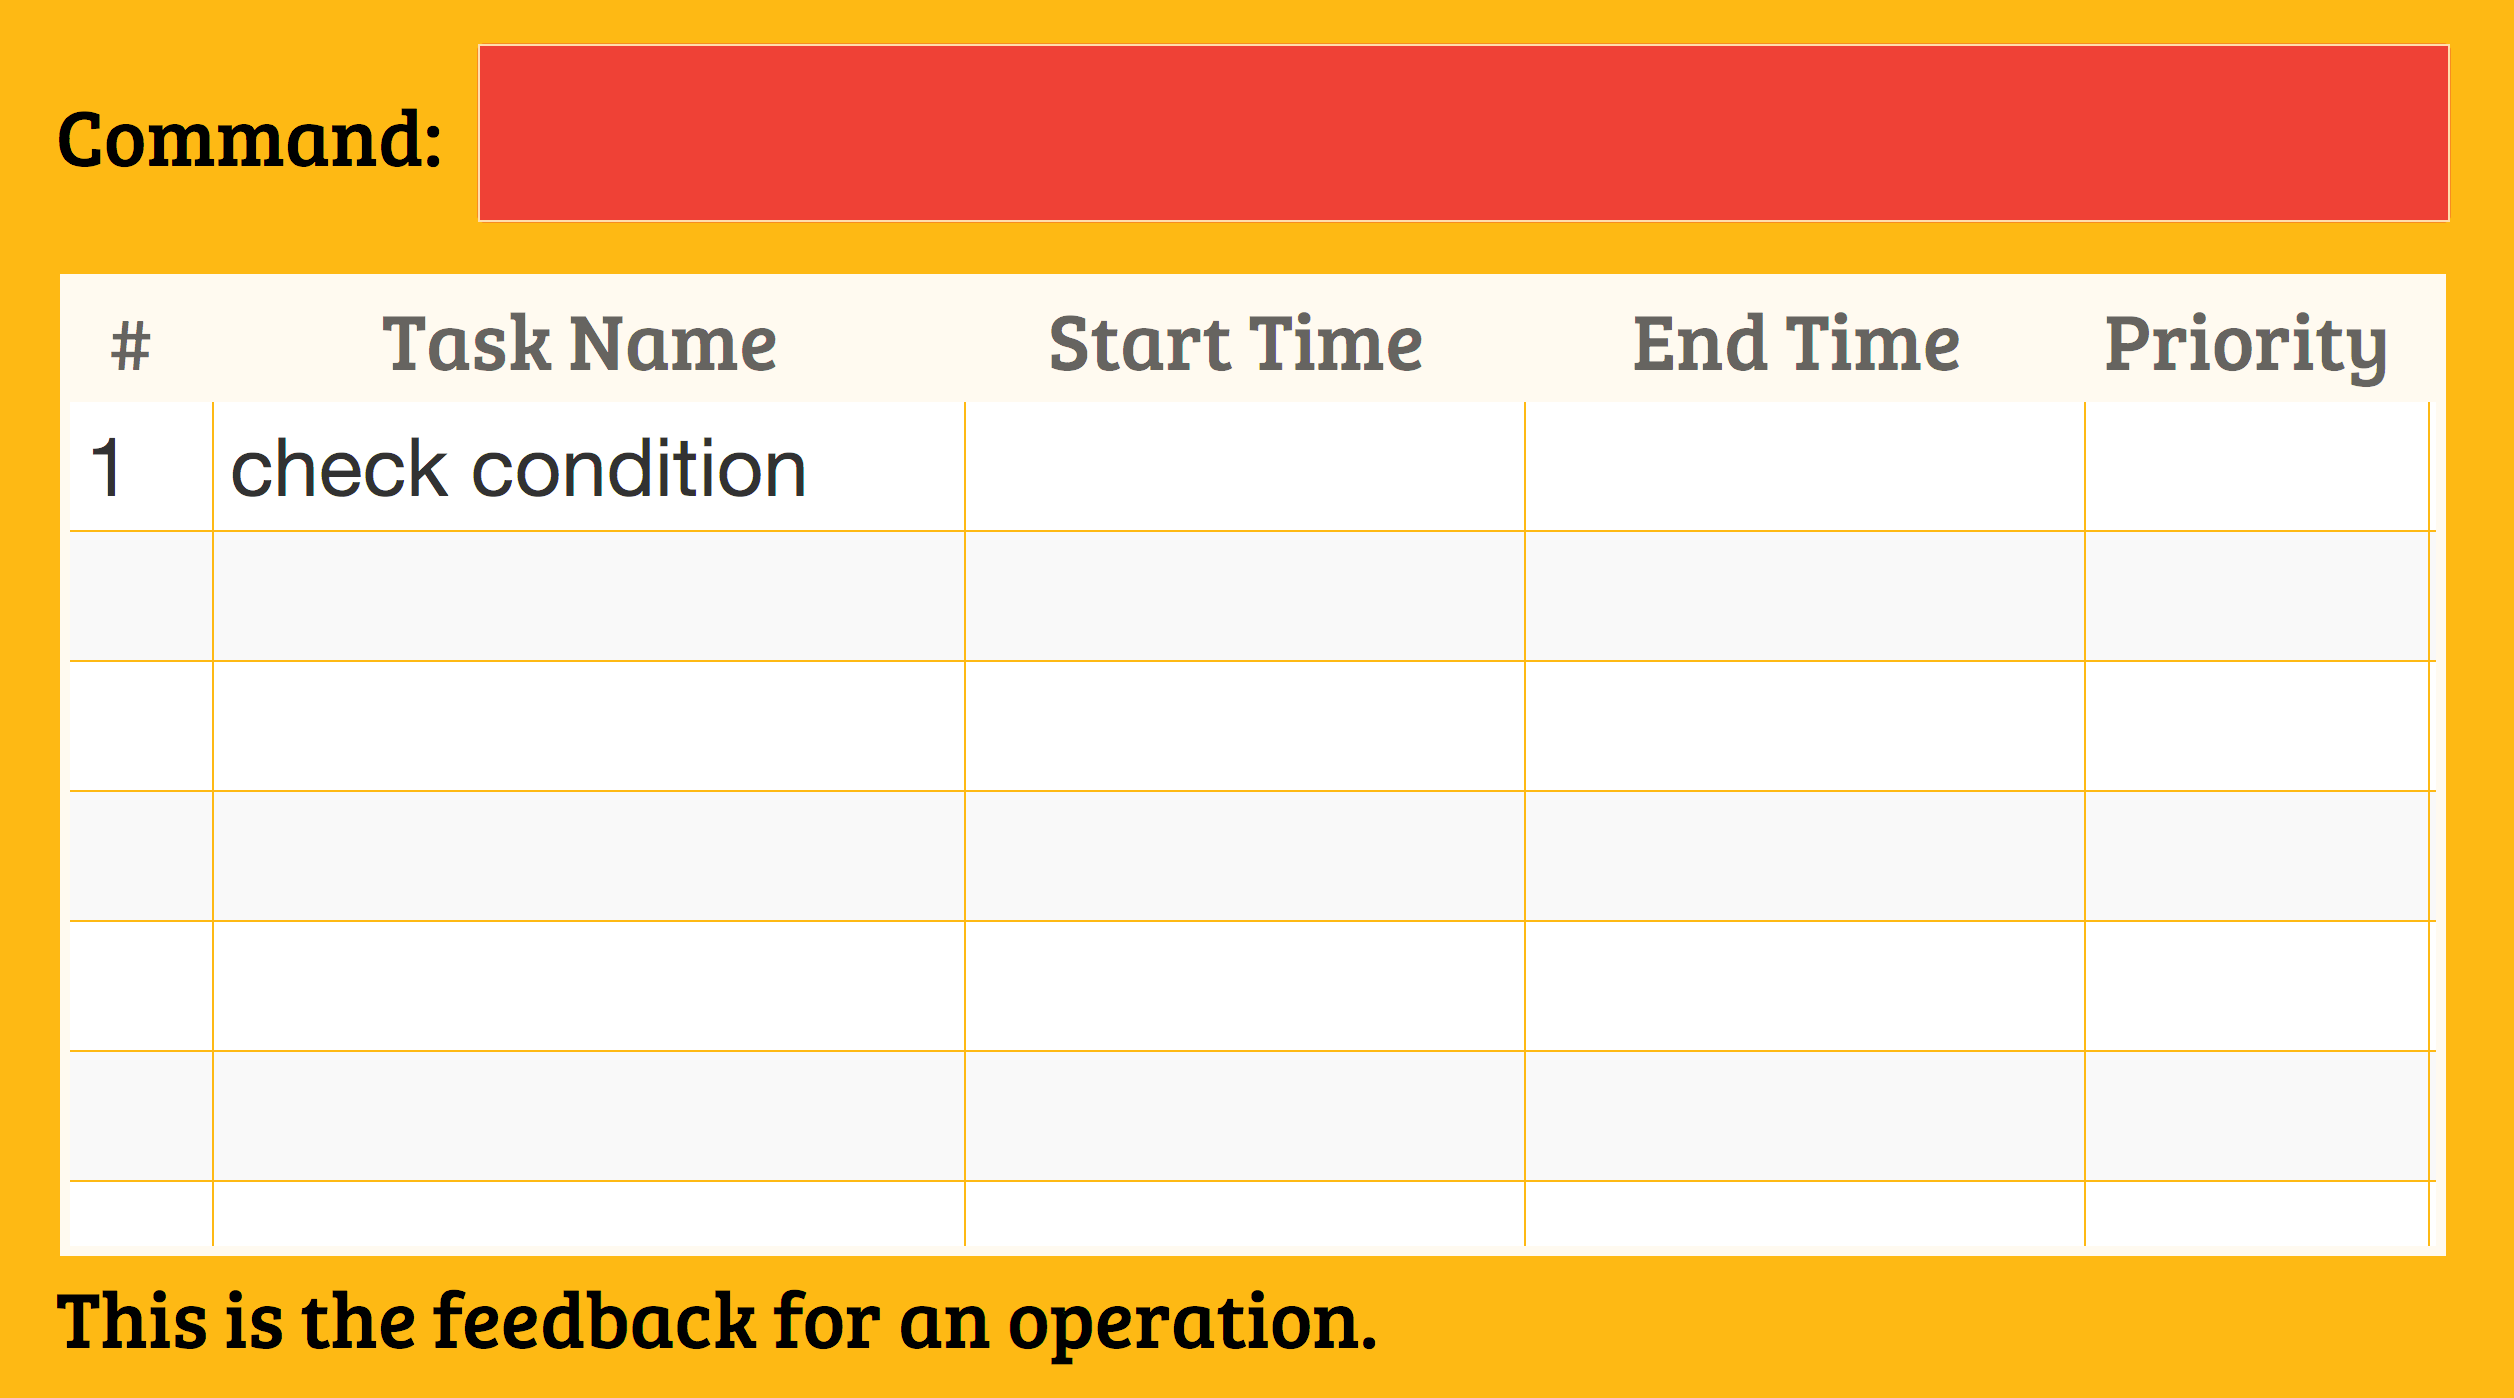 Command:
# Task Name Start Time End Time Priority
1 check condition
This is the feedback for an operation.